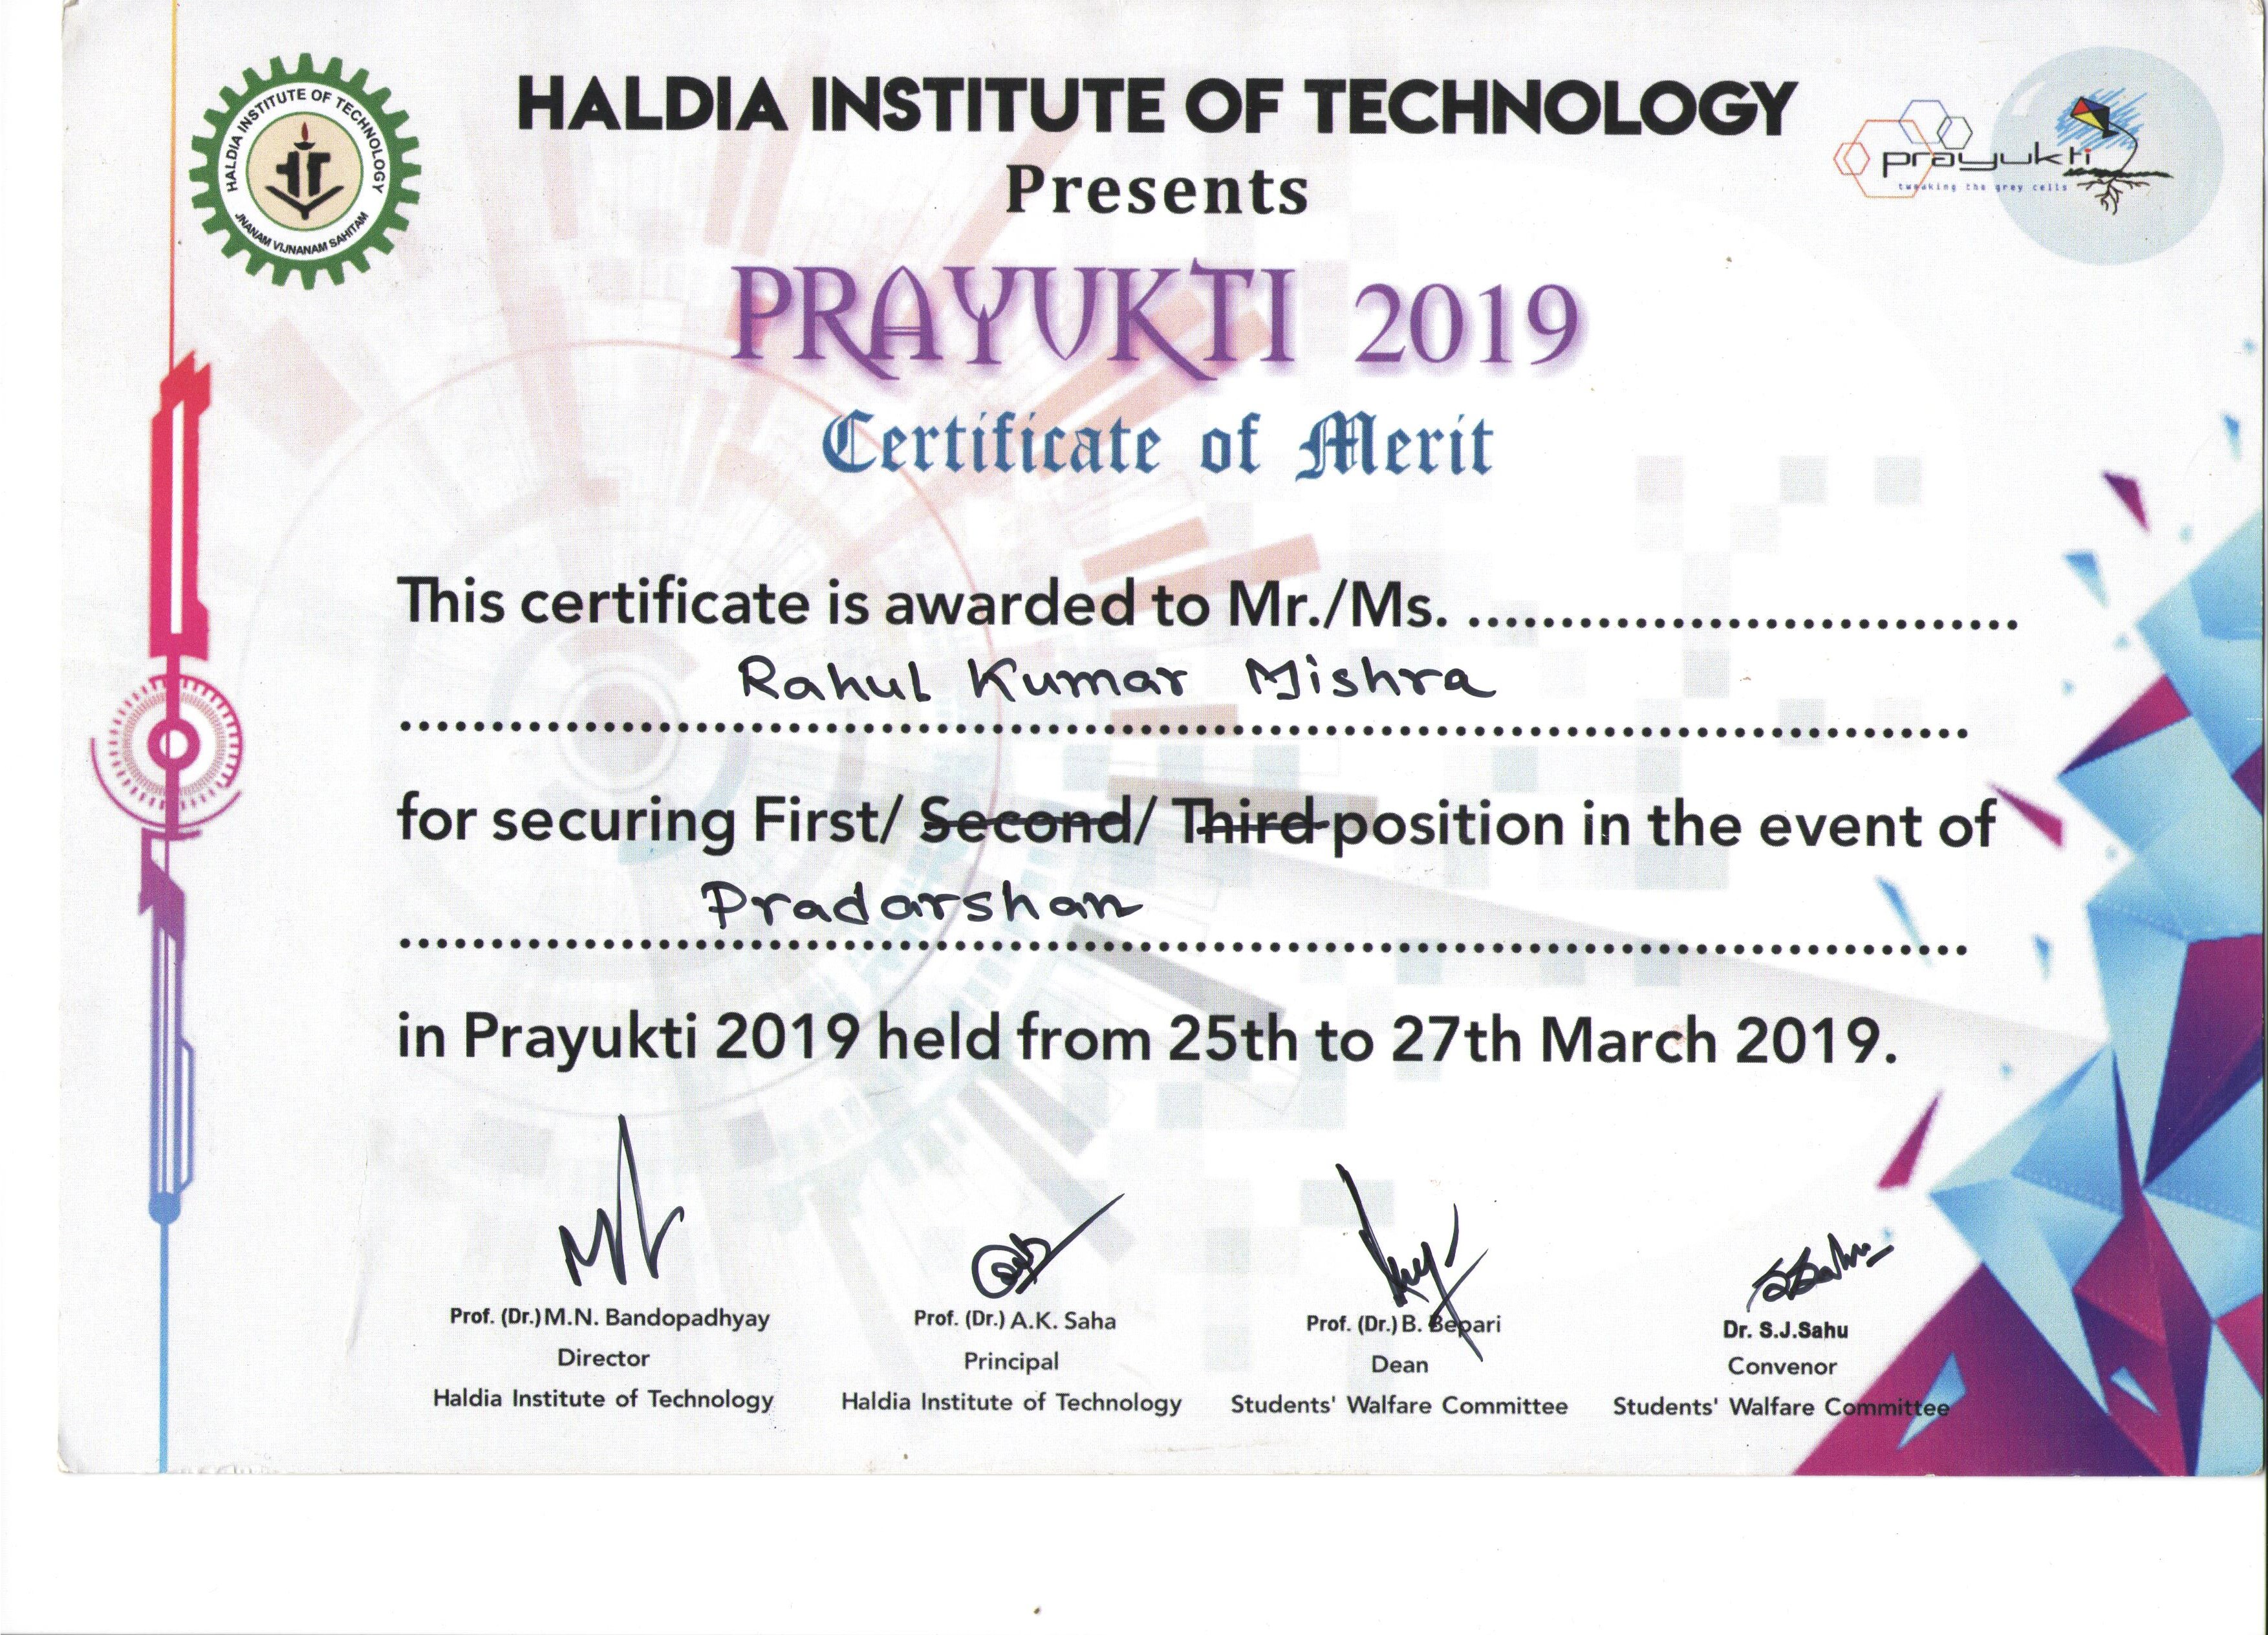 HALDIA INSTITUTE OF TECHNOLOGY
JNANAM VIJNANAM SAHITAM
HALDIA INSTITUTE OF TECHNOLOGY
prayukti
tweaking the grey cells
Presents
PRAYUKTI 2019
Certificate of Merit
This certificate is awarded to Mr./Ms. ..............................
Rahul Kumar Mishra
for securing First/ Second/ Third position in the event of
Pradarshan
in Prayukti 2019 held from 25th to 27th March 2019.
Prof. (Dr.) M.N. Bandopadhyay
Director
Haldia Institute of Technology
Prof. (Dr.) A.K. Saha
Principal
Haldia Institute of Technology
Prof. (Dr.) B. Bepari
Dean
Students' Walfare Committee
Dr. S.J.Sahu
Convenor
Students' Walfare Committee